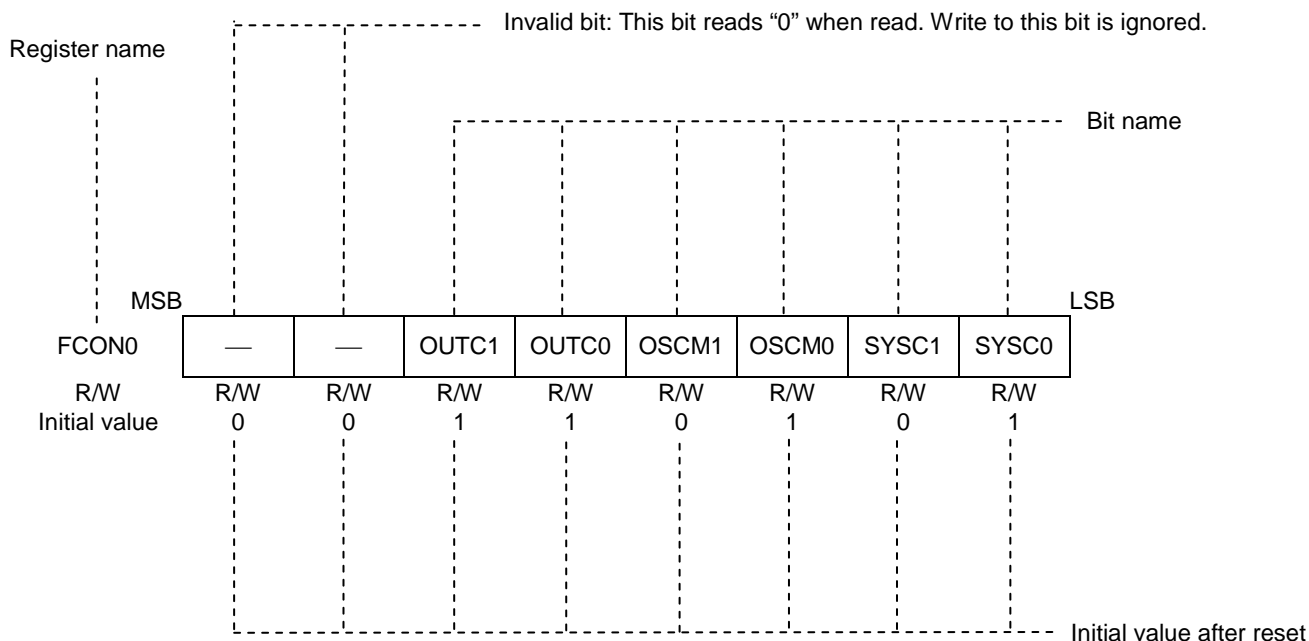 Invalid bit: This bit reads “0” when read. Write to this bit is ignored.
Register name
Bit name
MSB LSB
FCON0 — — OUTC1 OUTC0 OSCM1 OSCM0 SYSC1 SYSC0
R/W R/W R/W R/W R/W R/W R/W R/W R/W
Initial value 0 0 1 1 0 1 0 1
Initial value after reset